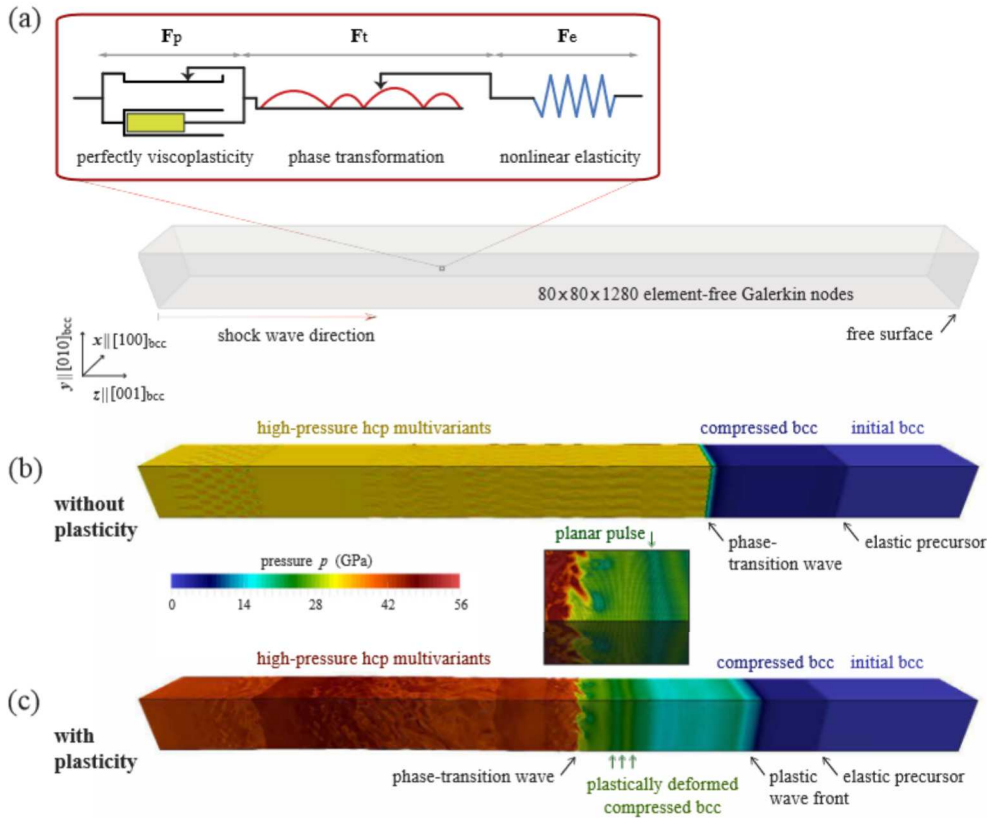 (a)
Fp Ft Fe
perfectly viscoplasticity phase transformation nonlinear elasticity
80x80x1280 element-free Galerkin nodes
shock wave direction
free surface
y||[010]bcc
x||[100]bcc
z||[001]bcc
high-pressure hcp multivariants compressed bcc initial bcc
(b)
without
plasticity
planar pulse
phase-
transition wave
elastic precursor
pressure p (GPa)
0 14 28 42 56
high-pressure hcp multivariants compressed bcc initial bcc
(c)
with
plasticity
phase-transition wave
plastically deformed
compressed bcc
plastic
wave front
elastic precursor